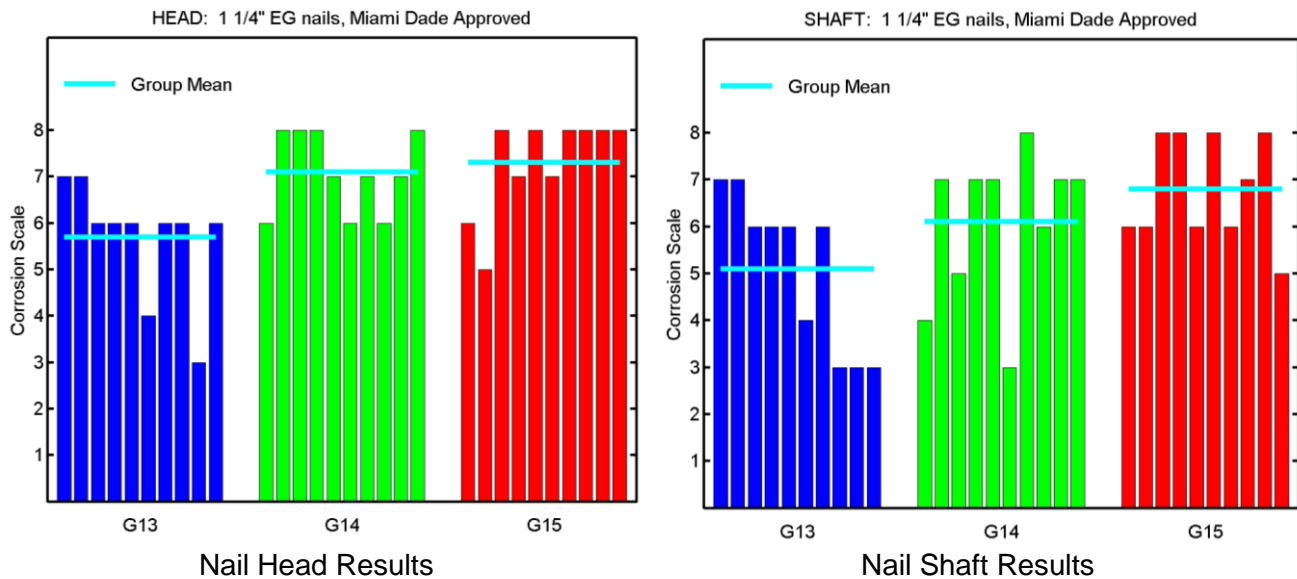 HEAD: 1 1/4" EG nails, Miami Dade Approved
Group Mean
8
7
6
5
4
3
2
1
Corrosion Scale
G13 G14 G15
Nail Head Results
SHAFT: 1 1/4" EG nails, Miami Dade Approved
Group Mean
8
7
6
5
4
3
2
1
Corrosion Scale
G13 G14 G15
Nail Shaft Results